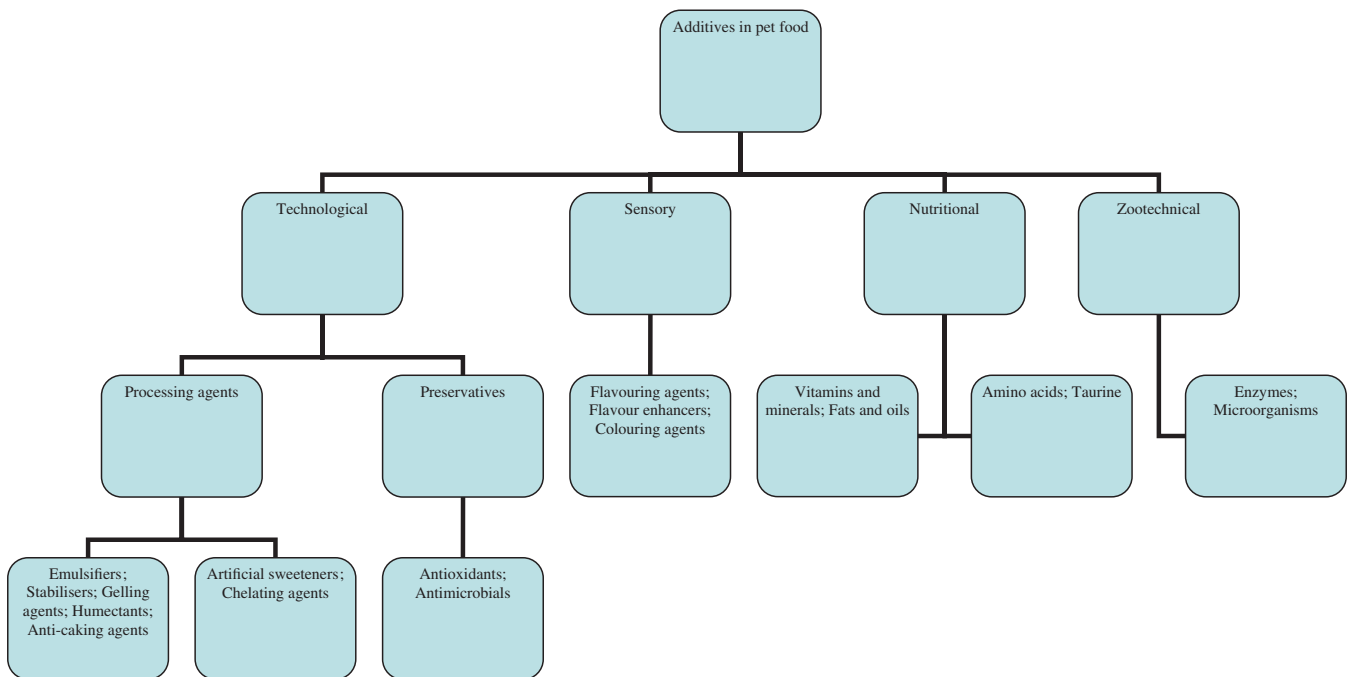 Additives in pet food
Technological
Sensory
Nutritional
Zootechnical
Processing agents
Preservatives
Flavouring agents;
Flavour enhancers;
Colouring agents
Vitamins and
minerals; Fats and oils
Amino acids; Taurine
Enzymes;
Microorganisms
Emulsifiers;
Stabilisers; Gelling
agents; Humectants;
Anti-caking agents
Artificial sweeteners;
Chelating agents
Antioxidants;
Antimicrobials